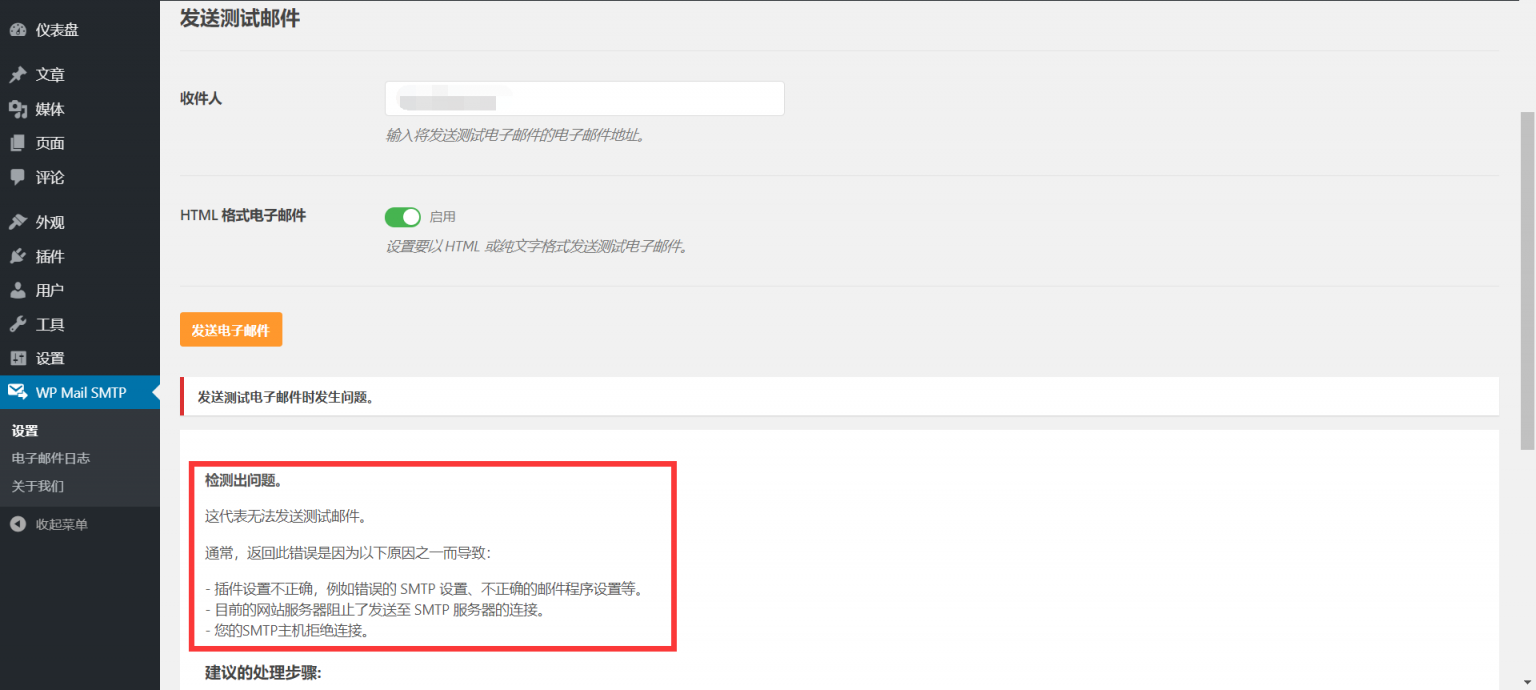 仪表盘
文章
媒体
页面
评论
外观
插件
用户
工具
设置
WP Mail SMTP
设置
电子邮件日志
关于我们
收起菜单
发送测试邮件
收件人
输入将发送测试电子邮件的电子邮件地址。
HTML 格式电子邮件
启用
设置要以 HTML 或纯文字格式发送测试电子邮件。
发送电子邮件
发送测试电子邮件时发生问题。
检测出问题。
这代表无法发送测试邮件。
通常，返回此错误是因为以下原因之一而导致：
- 插件设置不正确，例如错误的 SMTP 设置、不正确的邮件程序设置等。
- 目前的网站服务器阻止了发送至 SMTP 服务器的连接。
- 您的SMTP主机拒绝连接。
建议的处理步骤: